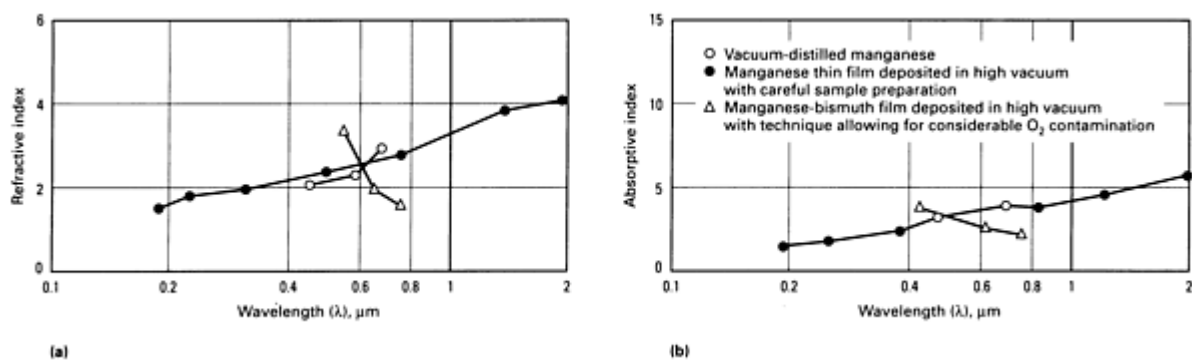 6
4
2
0
Refractive index
0.1
0.2
0.4
0.6
0.8
1
2
Wavelength (λ), μm
(a)
15
10
5
0
Absorptive index
Vacuum-distilled manganese
Manganese thin film deposited in high vacuum
with careful sample preparation
Manganese-bismuth film deposited in high vacuum
with technique allowing for considerable O₂ contamination
0.1
0.2
0.4
0.6
0.8
1
2
Wavelength (λ), μm
(b)